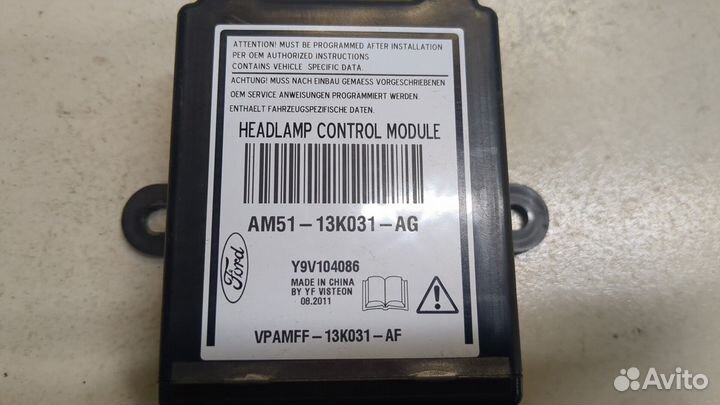 ATTENTION! MUST BE PROGRAMMED AFTER INSTALLATION
PER OEM AUTHORIZED INSTRUCTIONS
CONTAINS VEHICLE SPECIFIC DATA.
ACHTUNG! MUSS NACH EINBAU GEMAESS VORGESCHRIEBENEN
OEM SERVICE ANWEISUNGEN PROGRAMMIERT WERDEN.
ENTHAELT FAHRZEUGSPEZIFISCHE DATEN.
HEADLAMP CONTROL MODULE
AM51-13K031-AG
Ford
Y9V104086
MADE IN CHINA
BY YF VISTEON
08.2011
VPAMFF-13K031-AF
Avito